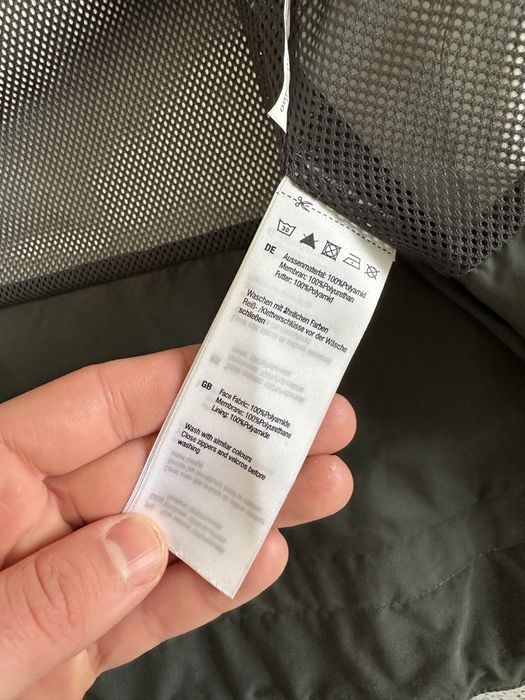 30
DE
Aussenmaterial: 100%Polyamid
Membran: 100%Polyurethan
Futter: 100%Polyamid
Waschen mit ähnlichen Farben
Reiß- /Klettverschlüsse vor der Wäsche
schließen
GB
Face Fabric: 100%Polyamide
Membrane: 100%Polyurethane
Lining: 100%Polyamide
Wash with similar colours
Close zippers and velcros before
washing